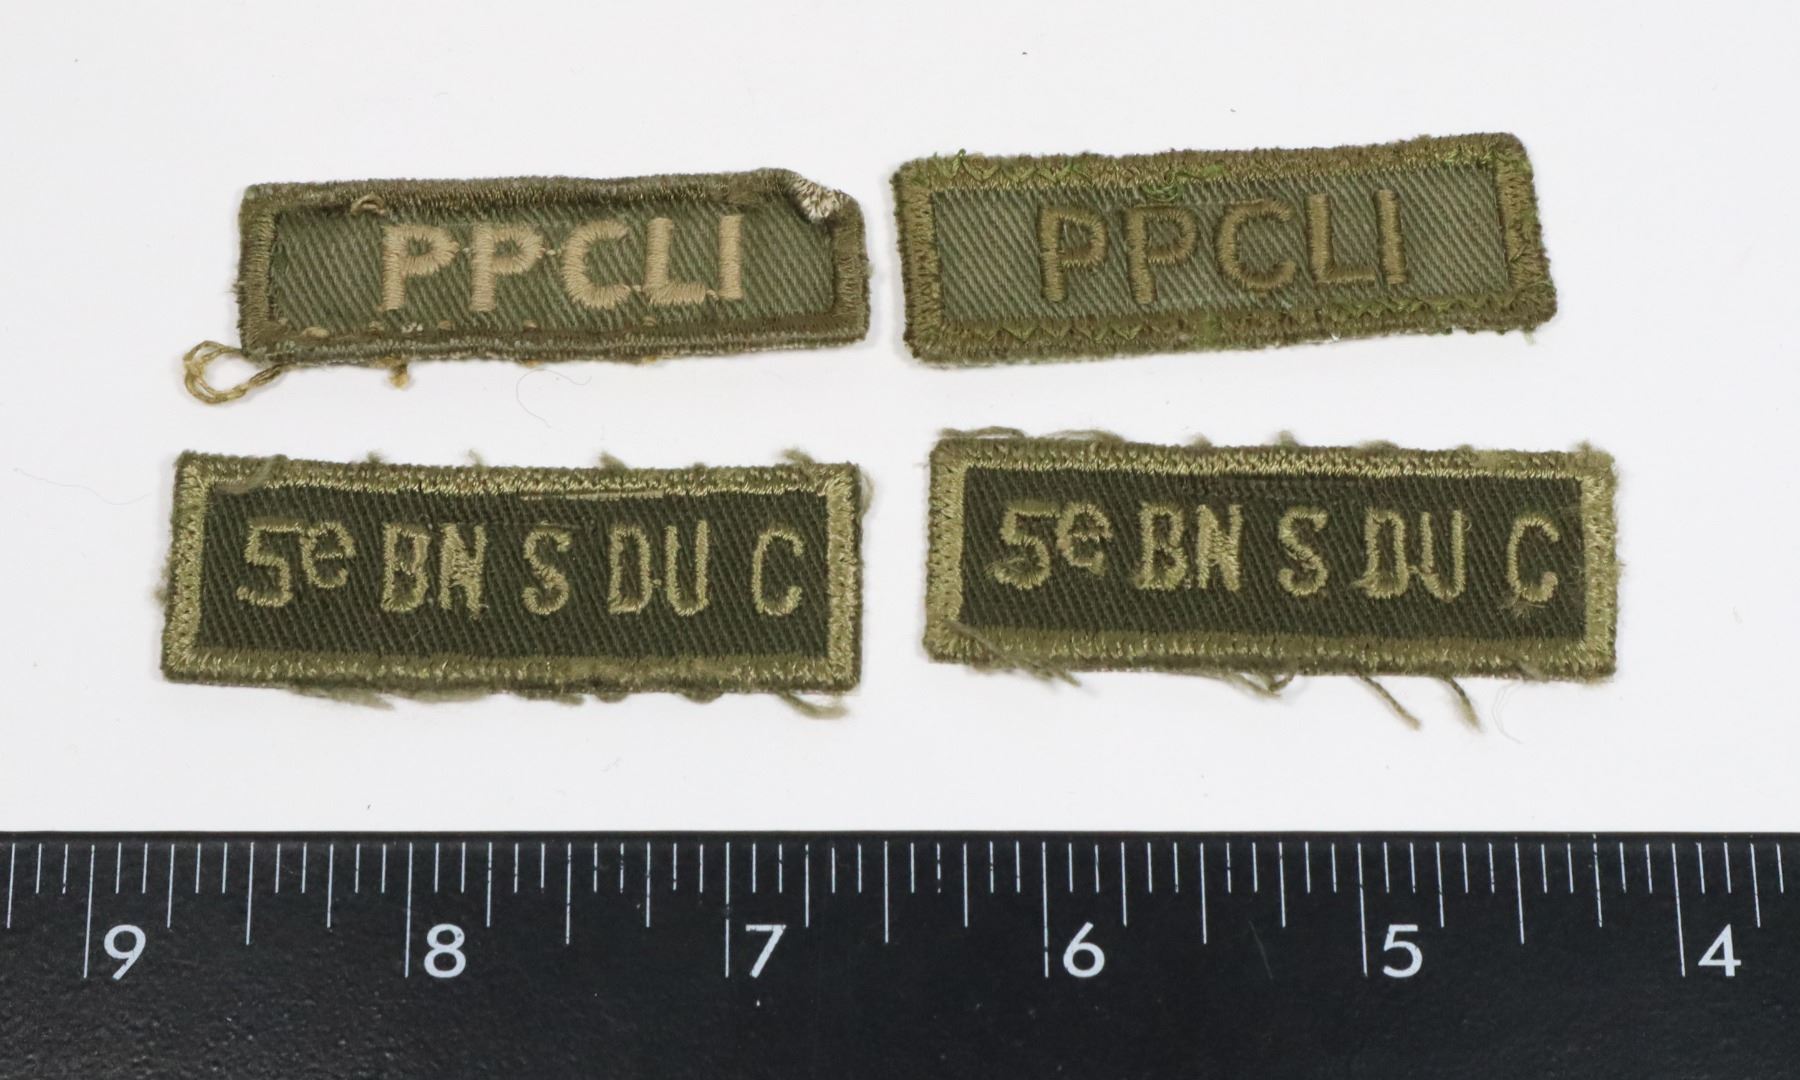 PPCLI
PPCLI
5e BN S DU C
5e BN S DU C
9 8 7 6 5 4